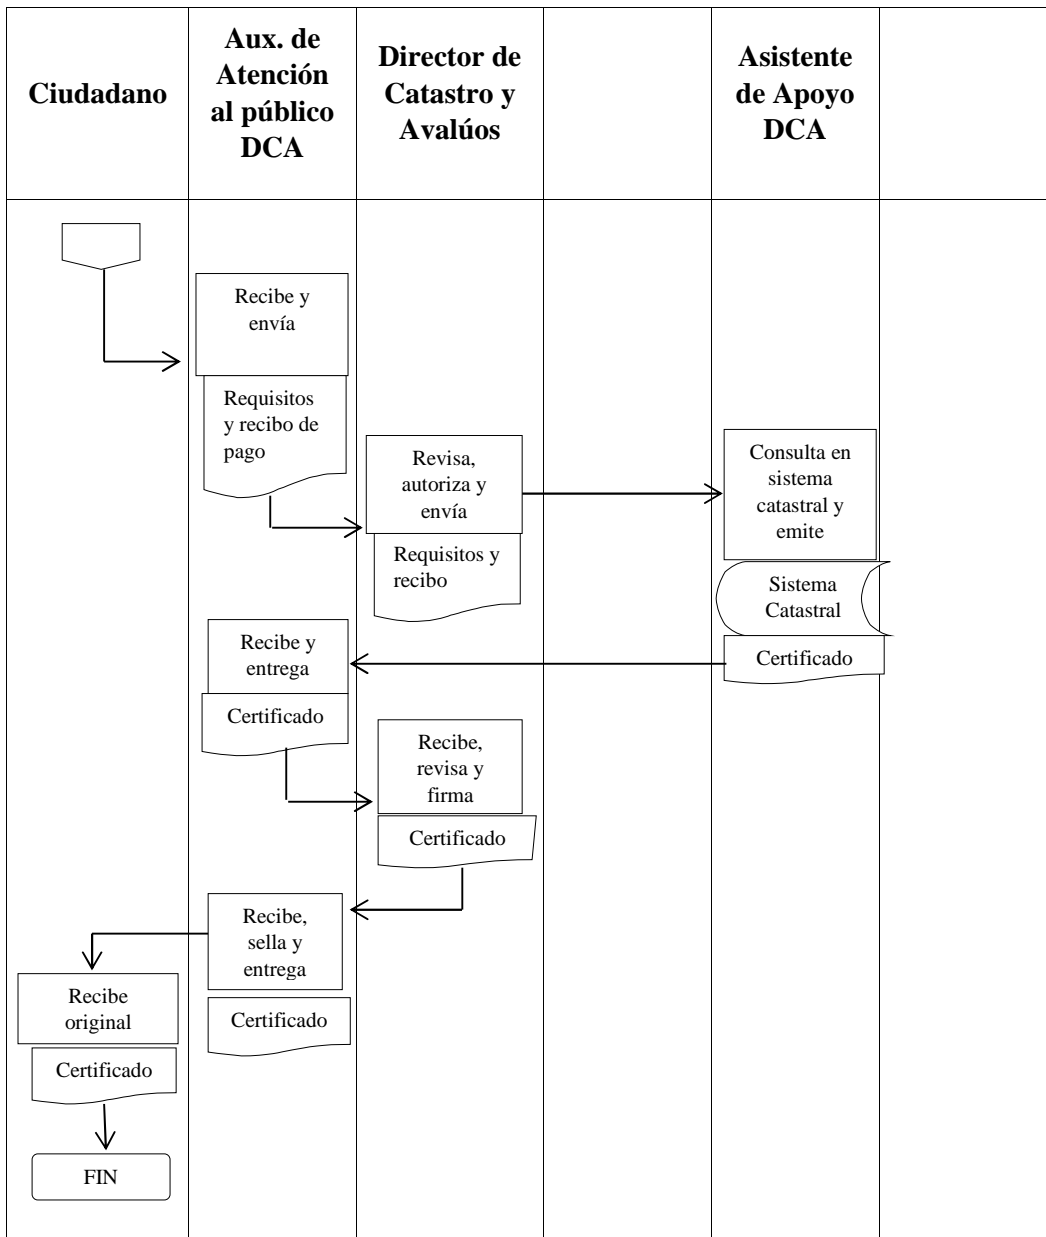 Ciudadano
Aux. de
Atención
al público
DCA
Director de
Catastro y
Avalúos
Asistente
de Apoyo
DCA
Recibe y
envía
Requisitos
y recibo de
pago
Revisa,
autoriza y
envía
Requisitos y
recibo
Consulta en
sistema
catastral y
emite
Sistema
Catastral
Certificado
Recibe y
entrega
Certificado
Recibe,
revisa y
firma
Certificado
Recibe,
sella y
entrega
Certificado
Recibe
original
Certificado
FIN